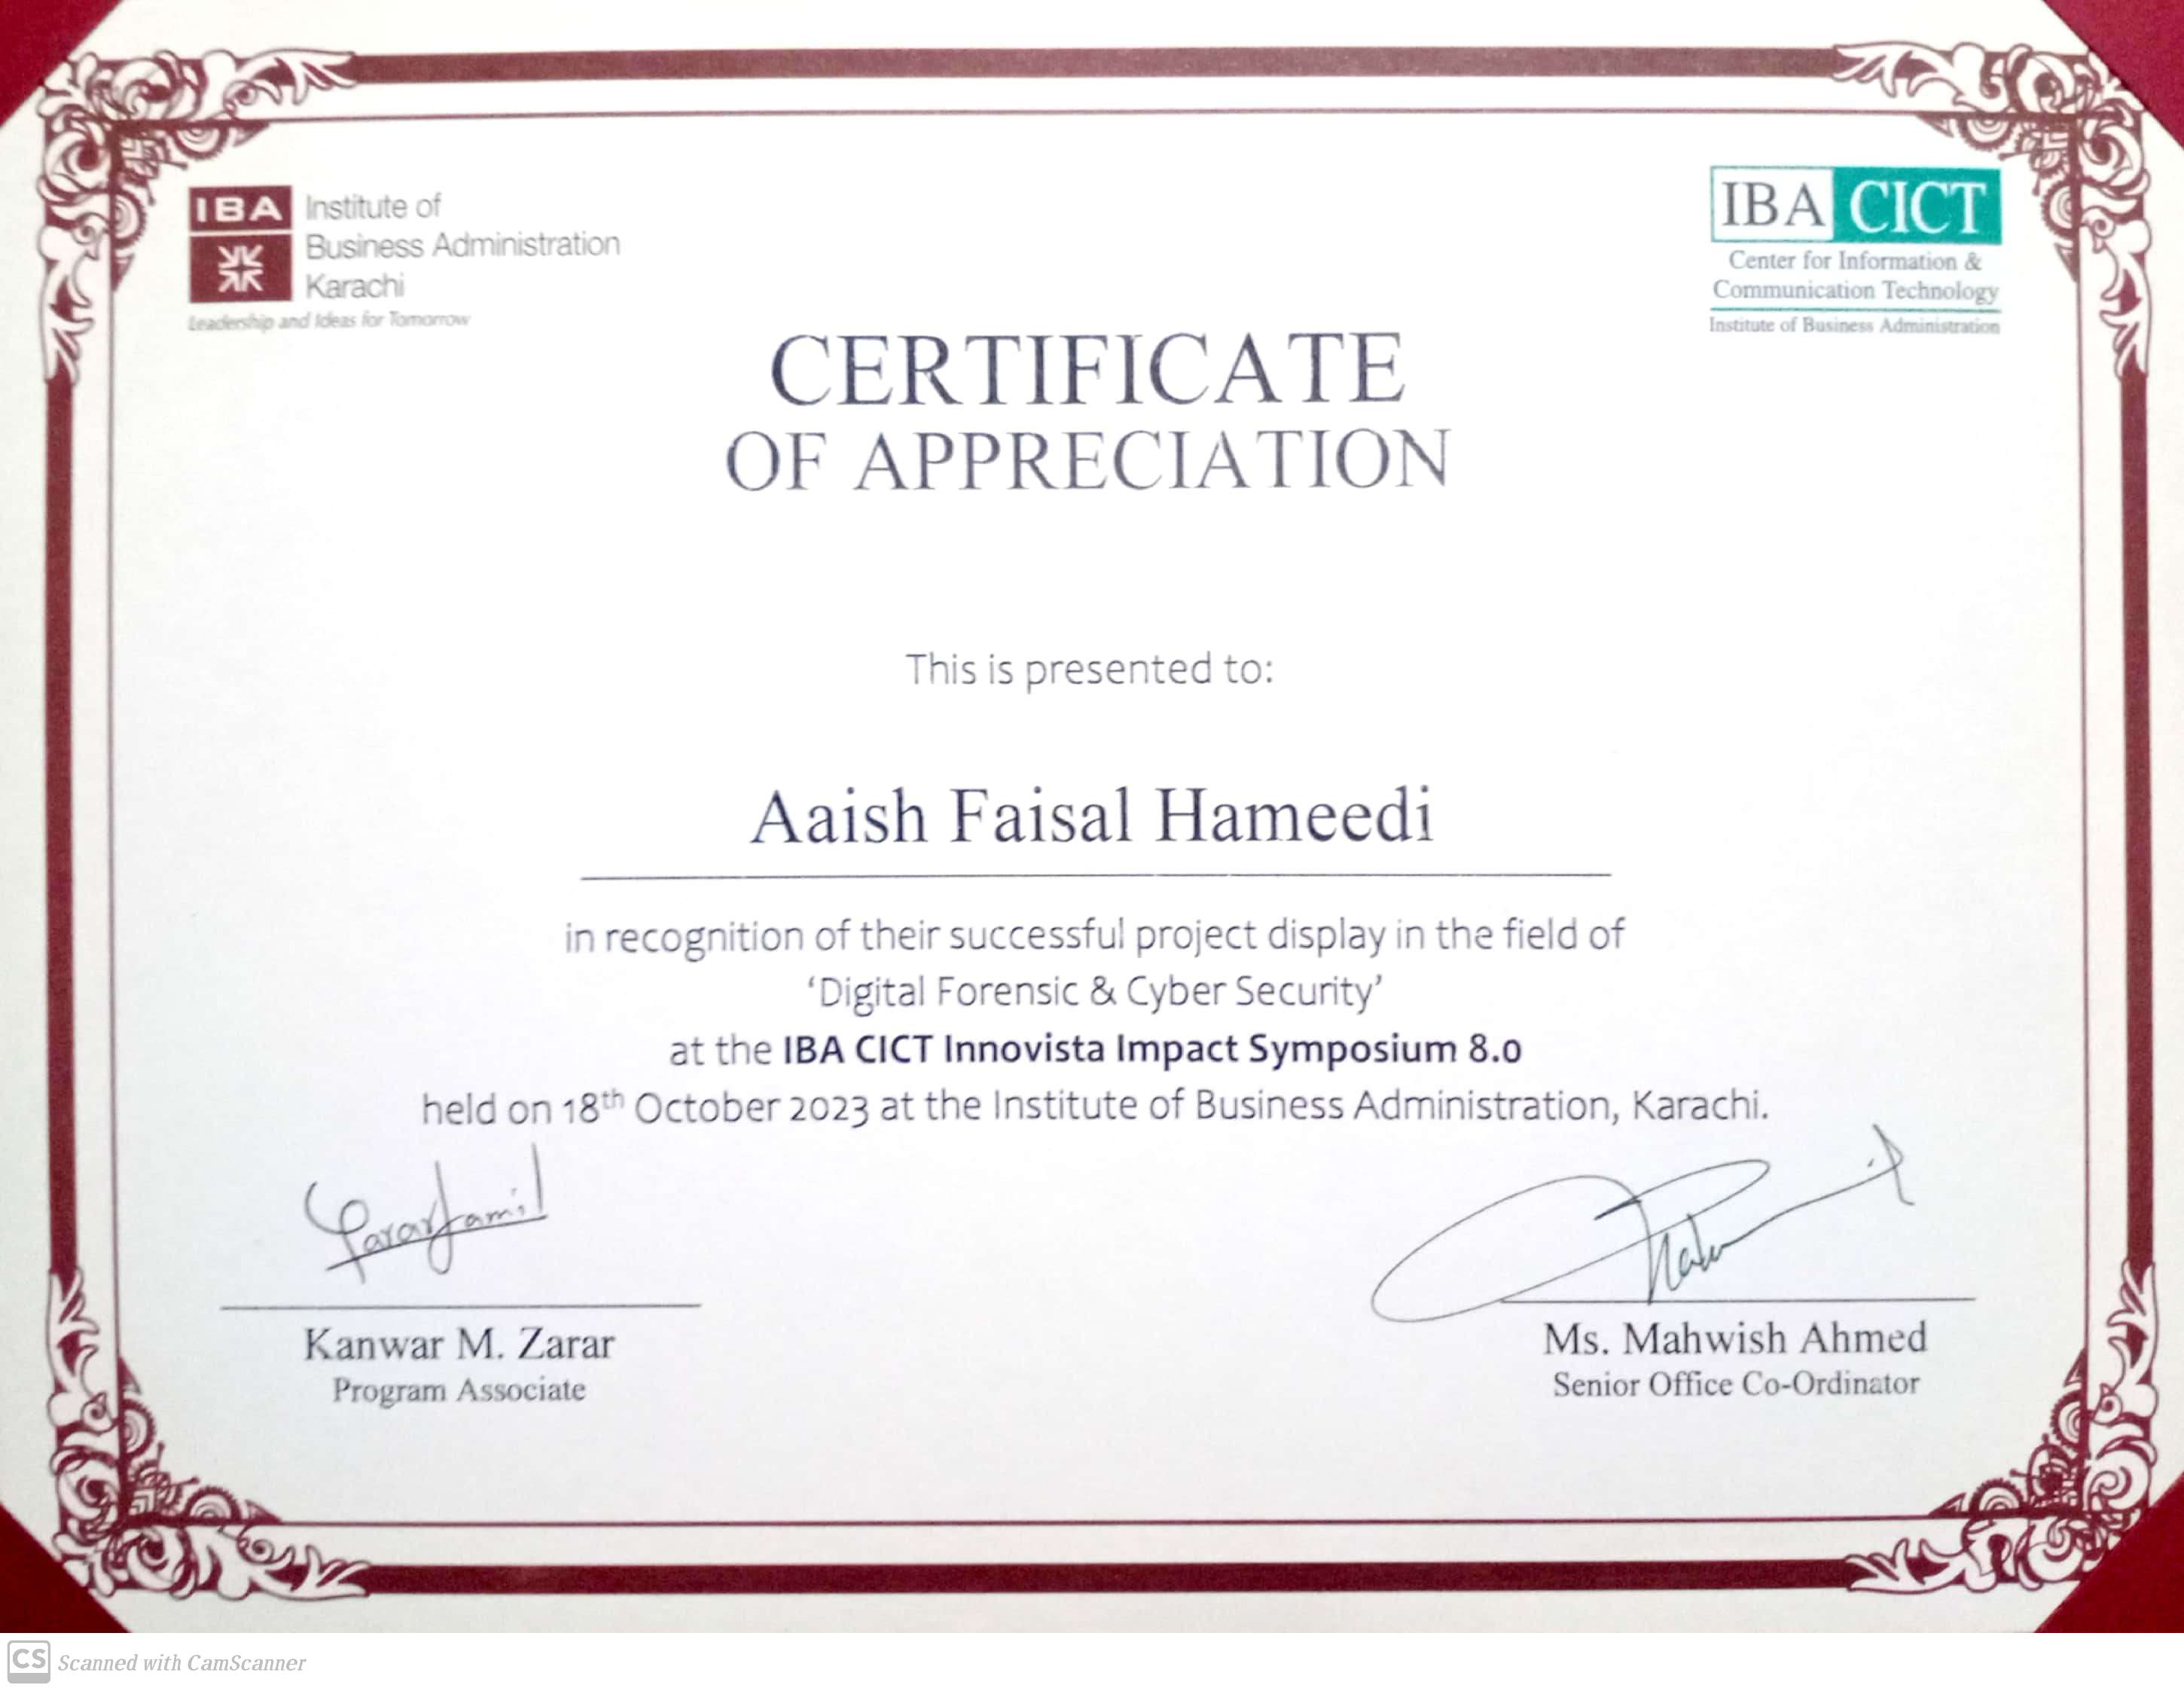 IBA
Institute of
Business Administration
Karachi
Leadership and Ideas for Tomorrow
IBA CICT
Center for Information &
Communication Technology
Institute of Business Administration
CERTIFICATE
OF APPRECIATION
This is presented to:
Aaish Faisal Hameedi
in recognition of their successful project display in the field of
‘Digital Forensic & Cyber Security’
at the IBA CICT Innovista Impact Symposium 8.0
held on 18th October 2023 at the Institute of Business Administration, Karachi.
Kanwar M. Zarar
Program Associate
Ms. Mahwish Ahmed
Senior Office Co-Ordinator
CS Scanned with CamScanner